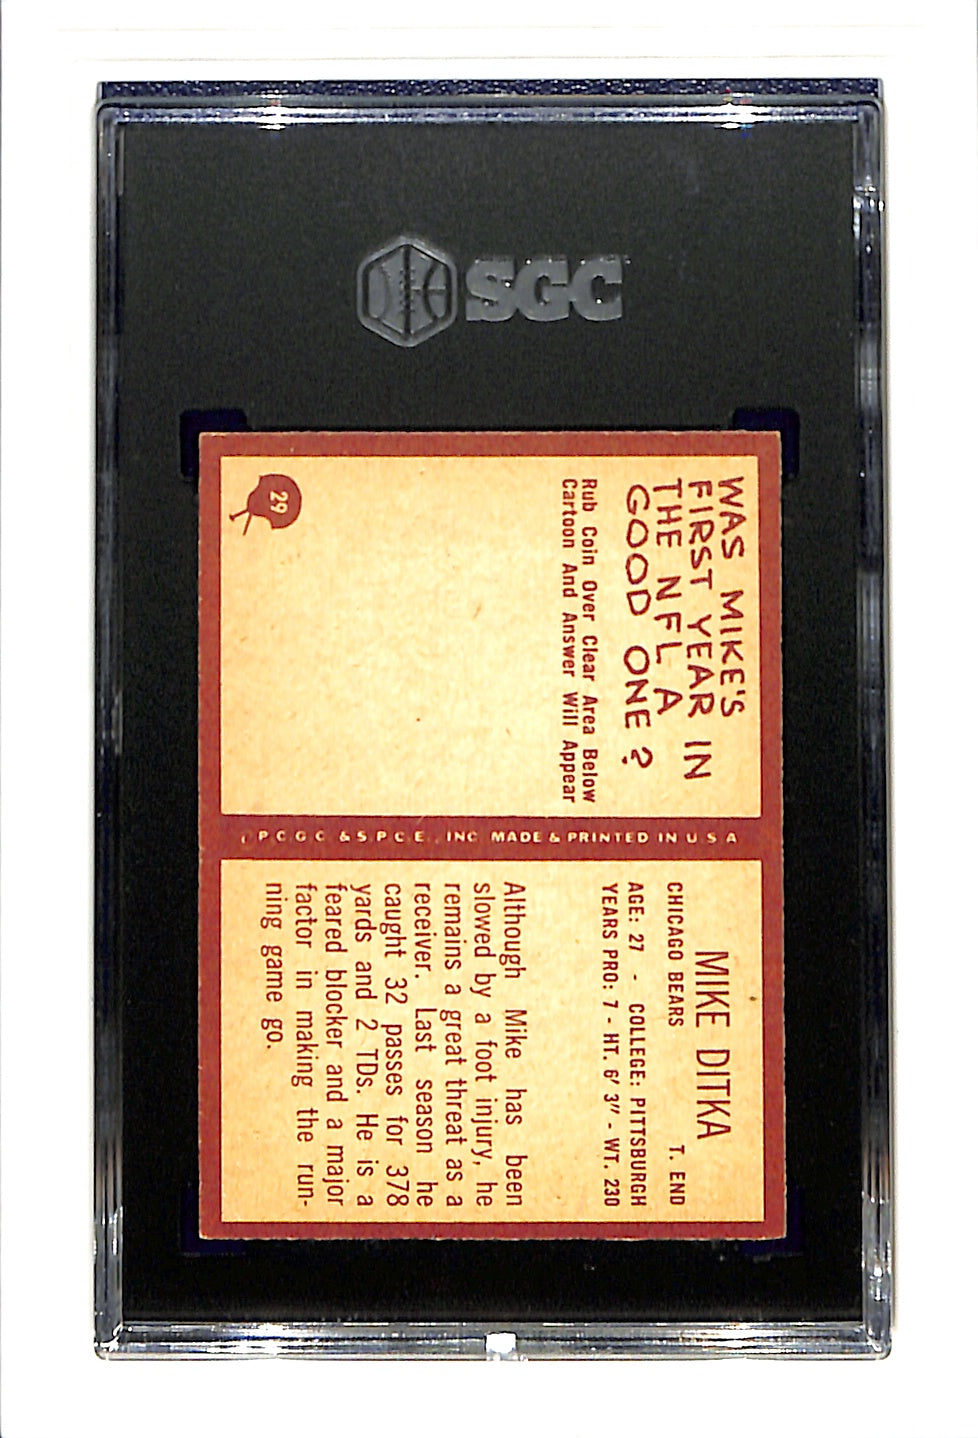 SGC
WAS MIKE'S
FIRST YEAR IN
THE NFL A
GOOD ONE?
Rub Coin Over Clear Area Below
Cartoon And Answer Will Appear
29
P.C.G.C. & S.P.C.E., INC. MADE & PRINTED IN U S A
MIKE DITKA
CHICAGO BEARS T. END
AGE: 27 - COLLEGE: PITTSBURGH
YEARS PRO: 7 - HT. 6' 3" - WT. 230
Although Mike has been
slowed by a foot injury, he
remains a great threat as a
receiver. Last season he
caught 32 passes for 378
yards and 2 TDs. He is a
feared blocker and a major
factor in making the run-
ning game go.